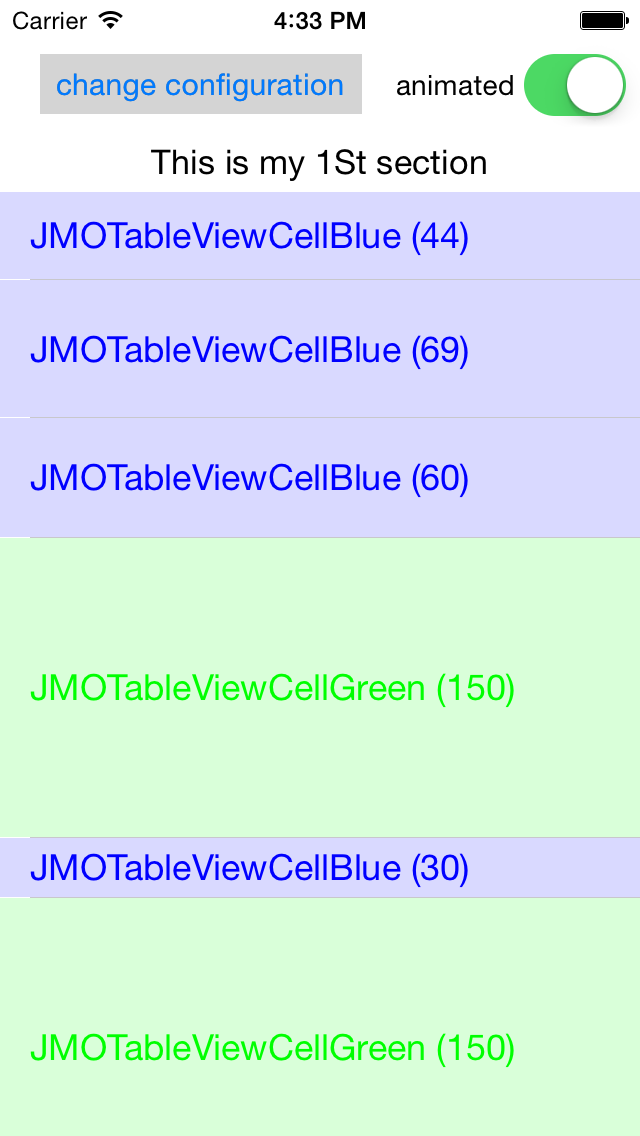 Carrier 4:33 PM
change configuration animated
This is my 1St section
JMOTableViewCellBlue (44)
JMOTableViewCellBlue (69)
JMOTableViewCellBlue (60)
JMOTableViewCellGreen (150)
JMOTableViewCellBlue (30)
JMOTableViewCellGreen (150)